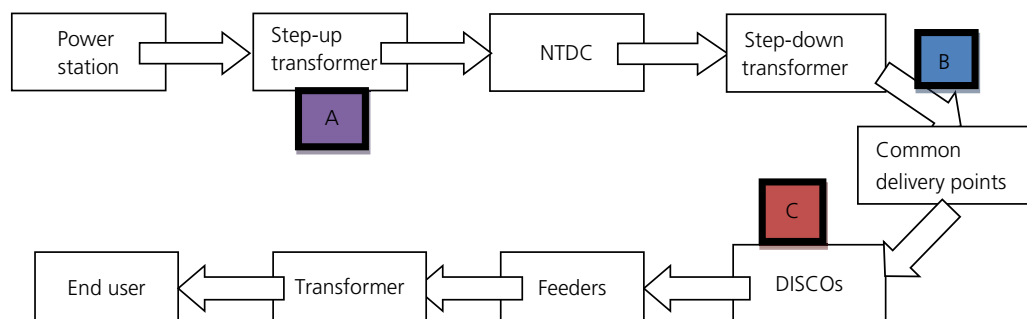 Power
station
Step-up
transformer
NTDC
Step-down
transformer
A
B
Common
delivery points
C
DISCOs
Feeders
Transformer
End user